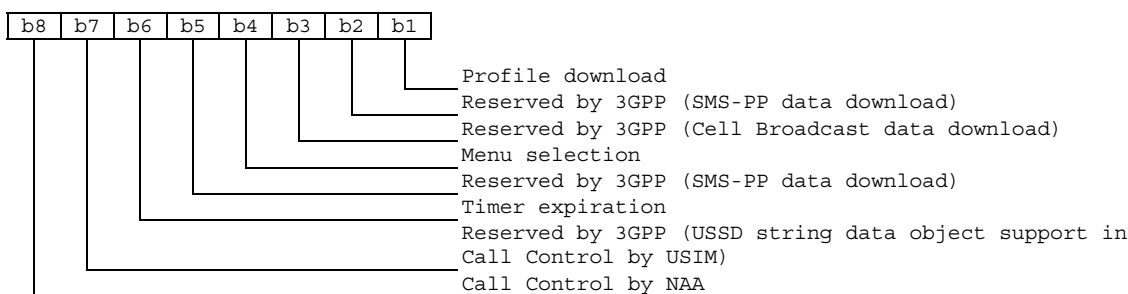 b8 b7 b6 b5 b4 b3 b2 b1
Profile download
Reserved by 3GPP (SMS-PP data download)
Reserved by 3GPP (Cell Broadcast data download)
Menu selection
Reserved by 3GPP (SMS-PP data download)
Timer expiration
Reserved by 3GPP (USSD string data object support in
Call Control by USIM)
Call Control by NAA